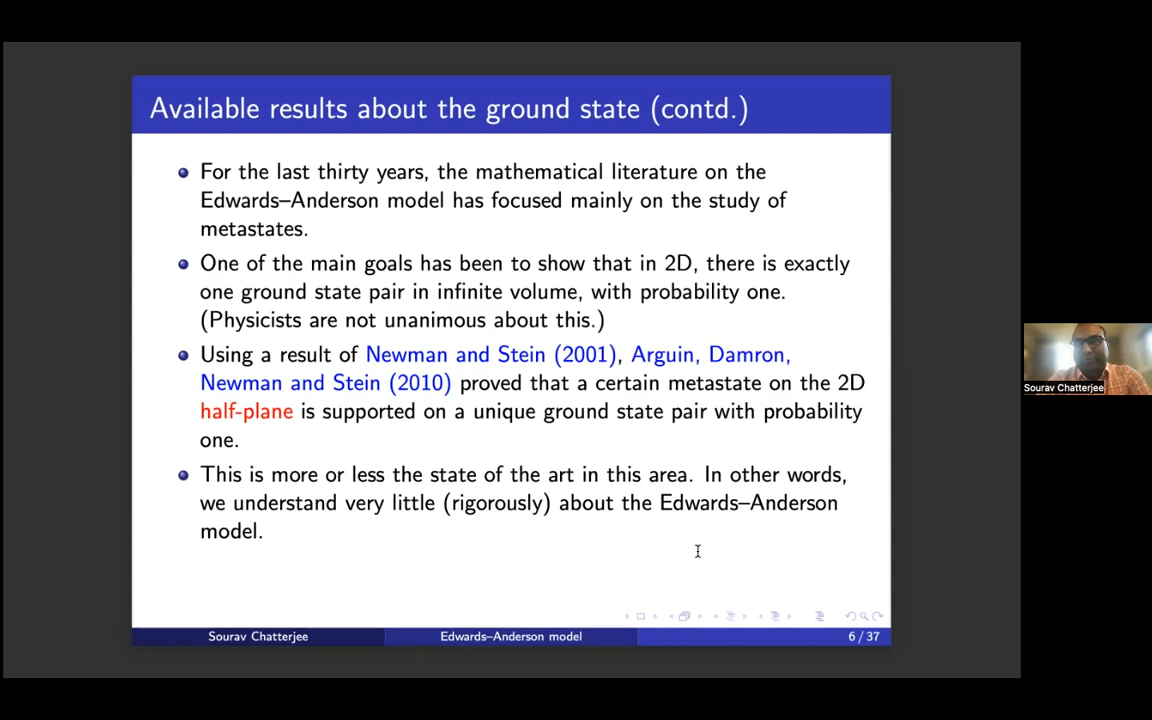 Available results about the ground state (contd.)
For the last thirty years, the mathematical literature on the
Edwards–Anderson model has focused mainly on the study of
metastates.
One of the main goals has been to show that in 2D, there is exactly
one ground state pair in infinite volume, with probability one.
(Physicists are not unanimous about this.)
Using a result of Newman and Stein (2001), Arguin, Damron,
Newman and Stein (2010) proved that a certain metastate on the 2D
half-plane is supported on a unique ground state pair with probability
one.
This is more or less the state of the art in this area. In other words,
we understand very little (rigorously) about the Edwards–Anderson
model.
Sourav Chatterjee
Edwards–Anderson model
6 / 37
Sourav Chatterjee